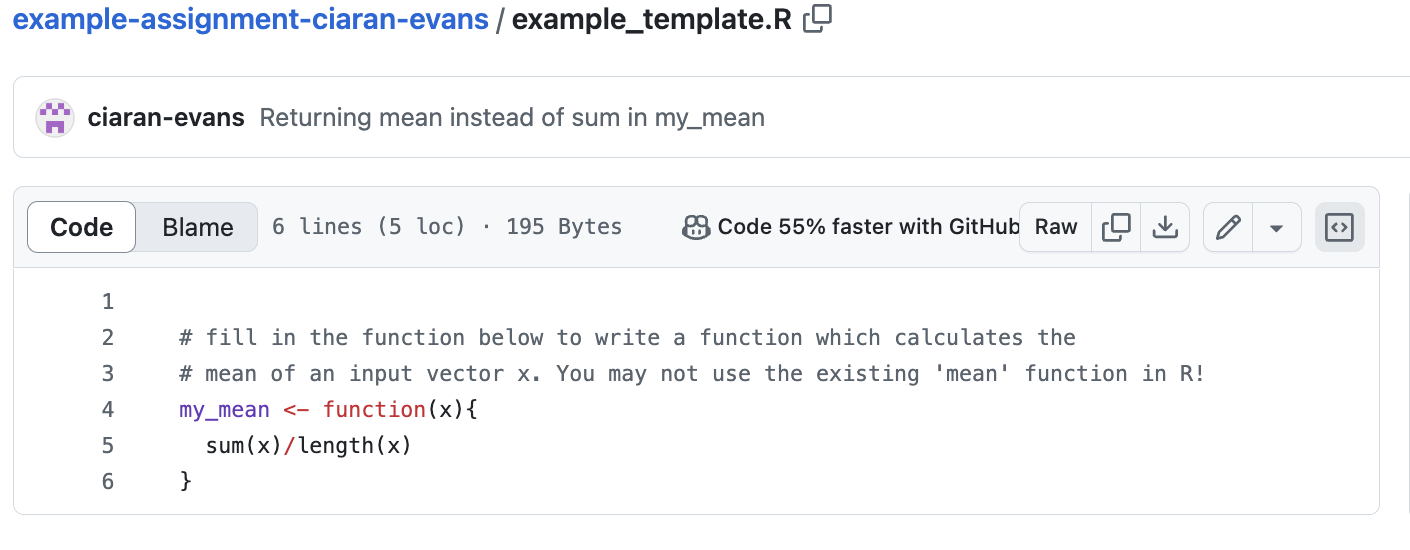 example-assignment-ciaran-evans / example_template.R
ciaran-evans Returning mean instead of sum in my_mean
Code Blame 6 lines (5 loc) · 195 Bytes Code 55% faster with GitHub Raw
1
2 # fill in the function below to write a function which calculates the
3 # mean of an input vector x. You may not use the existing 'mean' function in R!
4 my_mean <- function(x){
5   sum(x)/length(x)
6 }